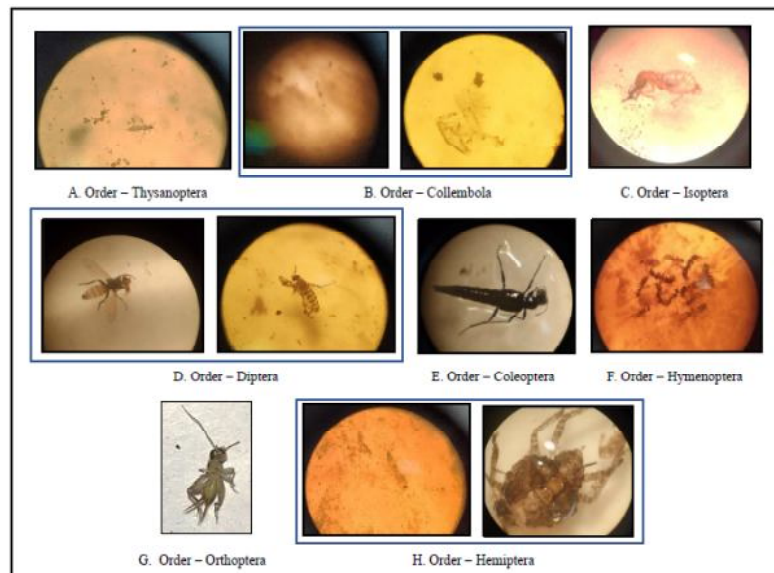 A. Order – Thysanoptera
B. Order – Collembola
C. Order – Isoptera
D. Order – Diptera
E. Order – Coleoptera
F. Order – Hymenoptera
G. Order – Orthoptera
H. Order – Hemiptera